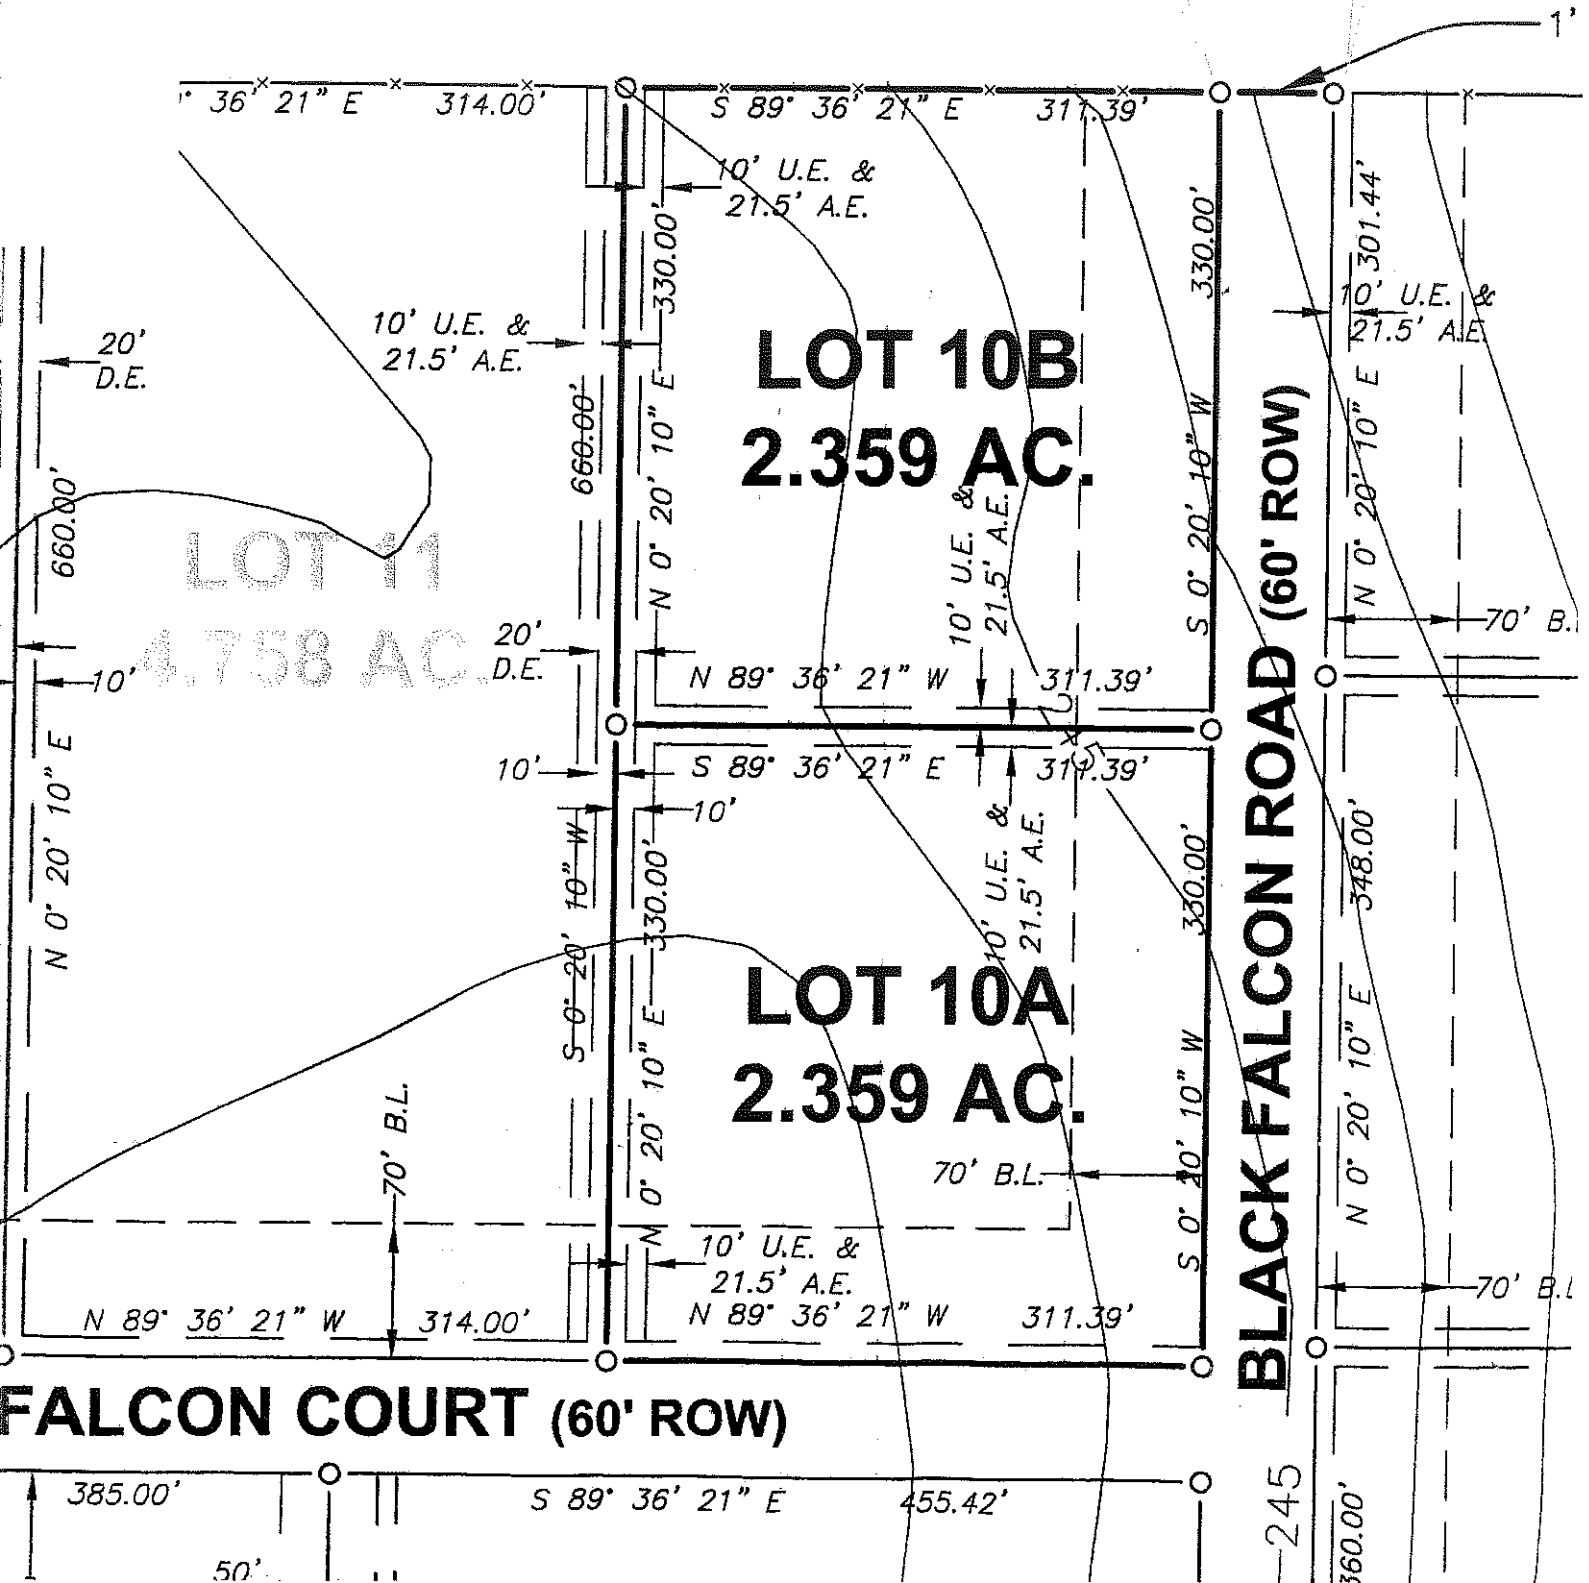 1'
36' 21" E 314.00'
S 89° 36' 21" E 311.39'
10' U.E. &
21.5' A.E.
330.00'
330.00'
301.44'
10' U.E. &
21.5' A.E.
10' U.E. &
21.5' A.E.
20'
D.E.
LOT 10B
2.359 AC.
660.00'
N 0° 20' 10" E
S 0° 20' 10" W
N 0° 20' 10" E
660.00'
10' U.E. &
21.5' A.E.
LOT 11
4.758 AC.
20'
D.E.
10'
70' B.
N 89° 36' 21" W 311.39'
N 0° 20' 10" E
10'
S 89° 36' 21" E 311.39'
10'
10' U.E. &
21.5' A.E.
330.00'
330.00'
348.00'
BLACK FALCON ROAD (60' ROW)
S 0° 20' 10" W
N 0° 20' 10" E
LOT 10A
2.359 AC.
S 0° 20' 10" W
N 0° 20' 10" E
70' B.L.
70' B.L.
10' U.E. &
21.5' A.E.
70' B.L
N 89° 36' 21" W 314.00'
N 89° 36' 21" W 311.39'
FALCON COURT (60' ROW)
385.00'
S 89° 36' 21" E 455.42'
245
360.00'
50'